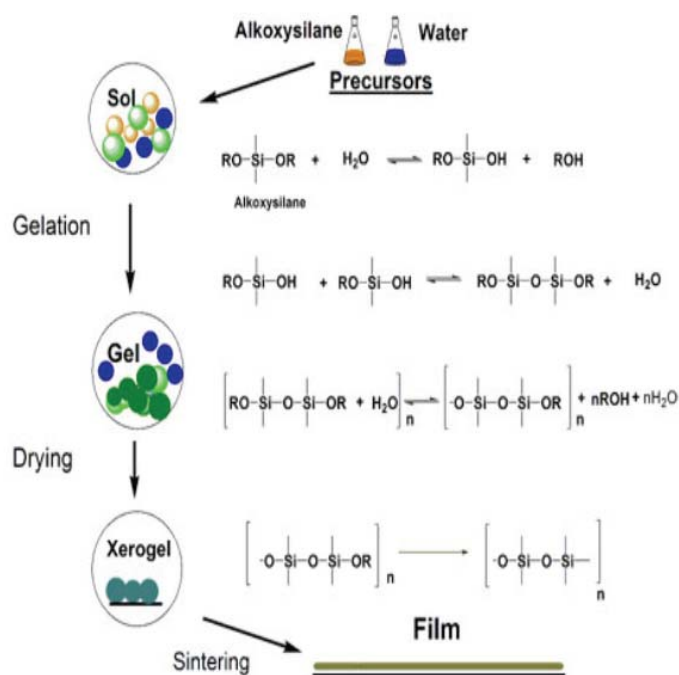 Alkoxysilane Water
Precursors
Sol
RO-Si-OR + H₂O ⇌ RO-Si-OH + ROH
Alkoxysilane
Gelation
RO-Si-OH + RO-Si-OH ⇌ RO-Si-O-Si-OR + H₂O
Gel
[RO-Si-O-Si-OR + H₂O]n ⇌ [-O-Si-O-Si-OR]n + nROH + nH₂O
Drying
Xerogel
[-O-Si-O-Si-OR]n → [-O-Si-O-Si-]n
Film
Sintering